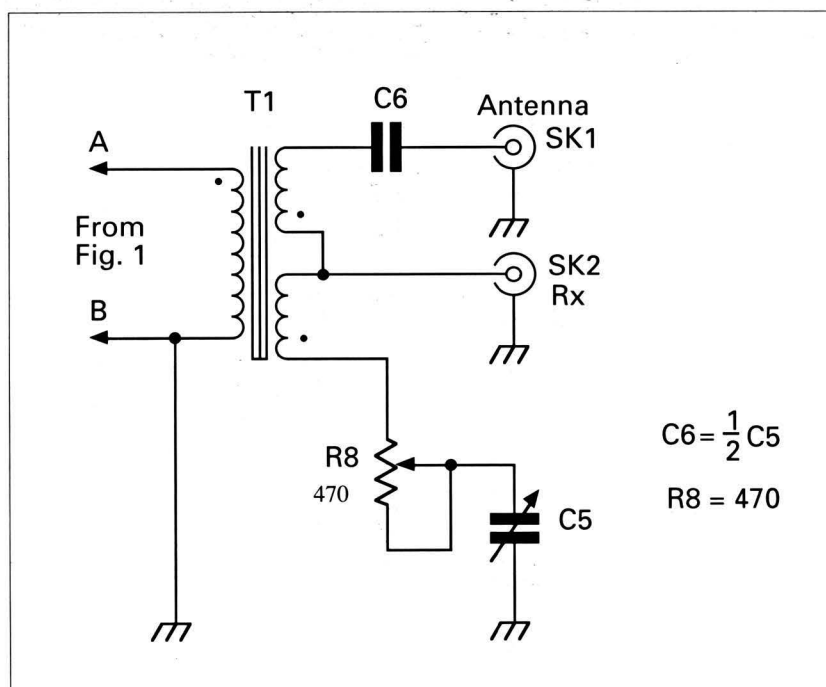 T1
C6
Antenna
SK1
A
From
Fig. 1
B
SK2
Rx
R8
470
C5
C6 = 1/2 C5
R8 = 470